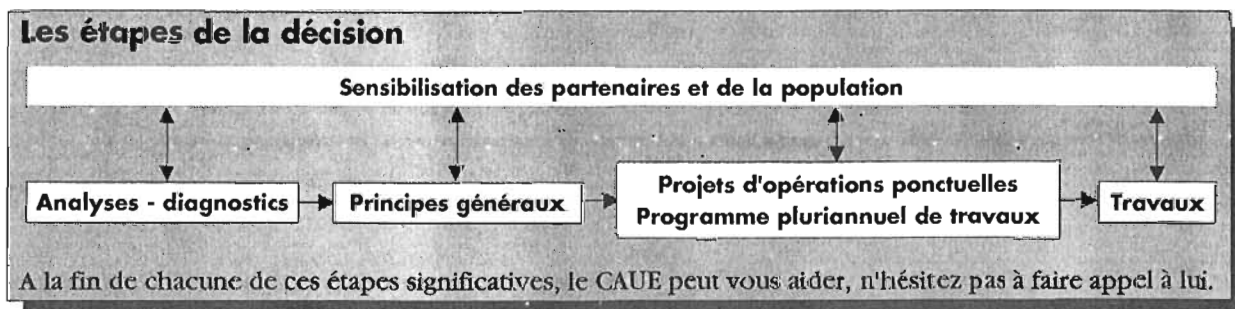 Les étapes de la décision
Sensibilisation des partenaires et de la population
Analyses - diagnostics
Principes généraux
Projets d'opérations ponctuelles
Programme pluriannuel de travaux
Travaux
A la fin de chacune de ces étapes significatives, le CAUE peut vous aider, n'hésitez pas à faire appel à lui.